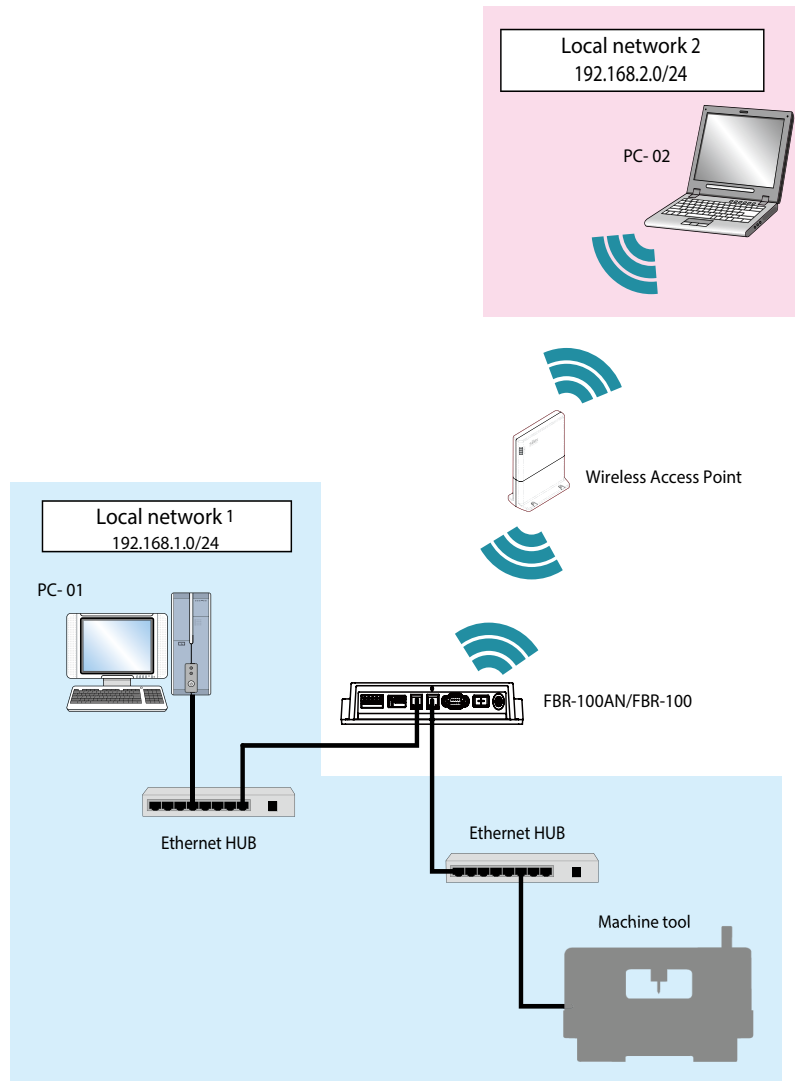 Local network 2
192.168.2.0/24
PC- 02
Wireless Access Point
Local network 1
192.168.1.0/24
PC- 01
FBR-100AN/FBR-100
Ethernet HUB
Ethernet HUB
Machine tool